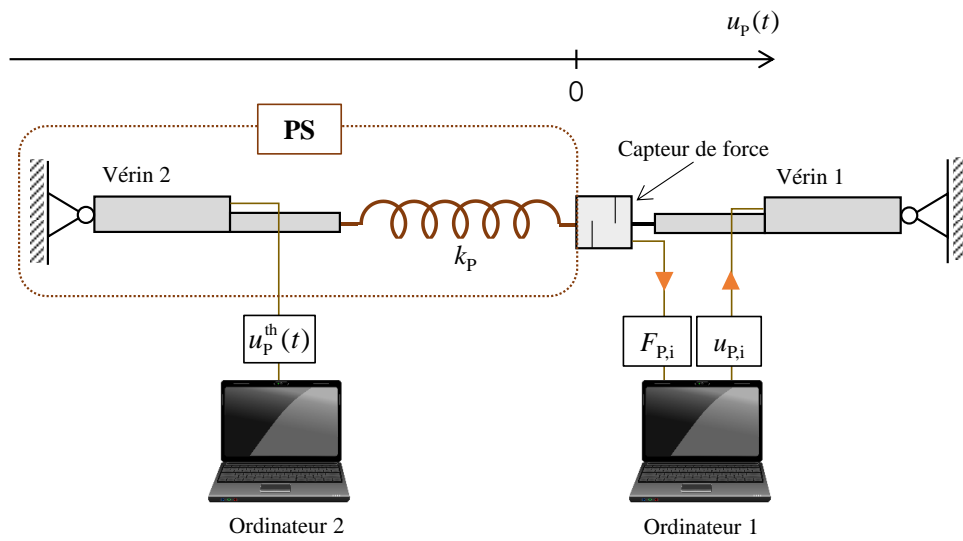 u_P(t)
0
PS
Capteur de force
Vérin 2
Vérin 1
k_P
u_P^th(t)
F_P,i
u_P,i
Ordinateur 2
Ordinateur 1